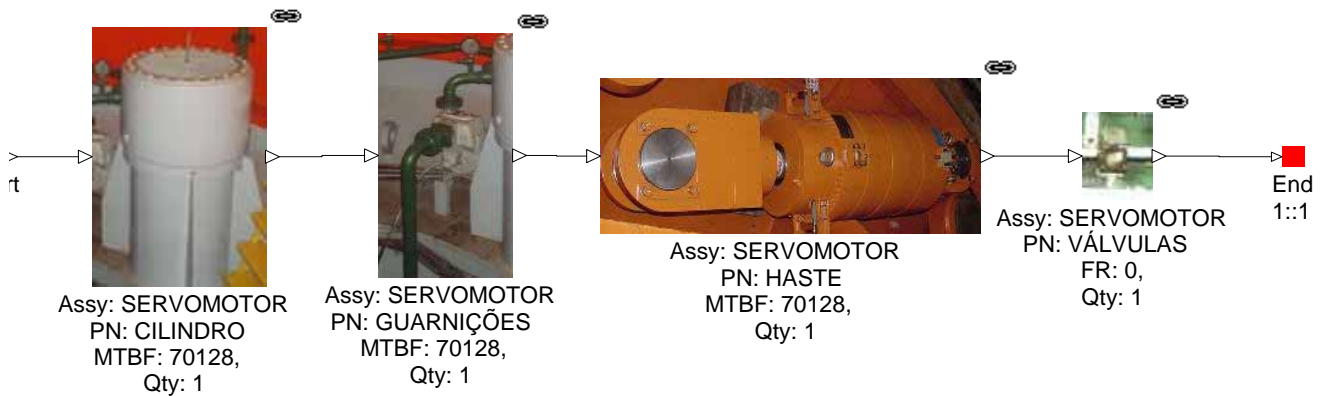 rt
Assy: SERVOMOTOR
PN: CILINDRO
MTBF: 70128,
Qty: 1
Assy: SERVOMOTOR
PN: GUARNIÇÕES
MTBF: 70128,
Qty: 1
Assy: SERVOMOTOR
PN: HASTE
MTBF: 70128,
Qty: 1
Assy: SERVOMOTOR
PN: VÁLVULAS
FR: 0,
Qty: 1
End
1::1